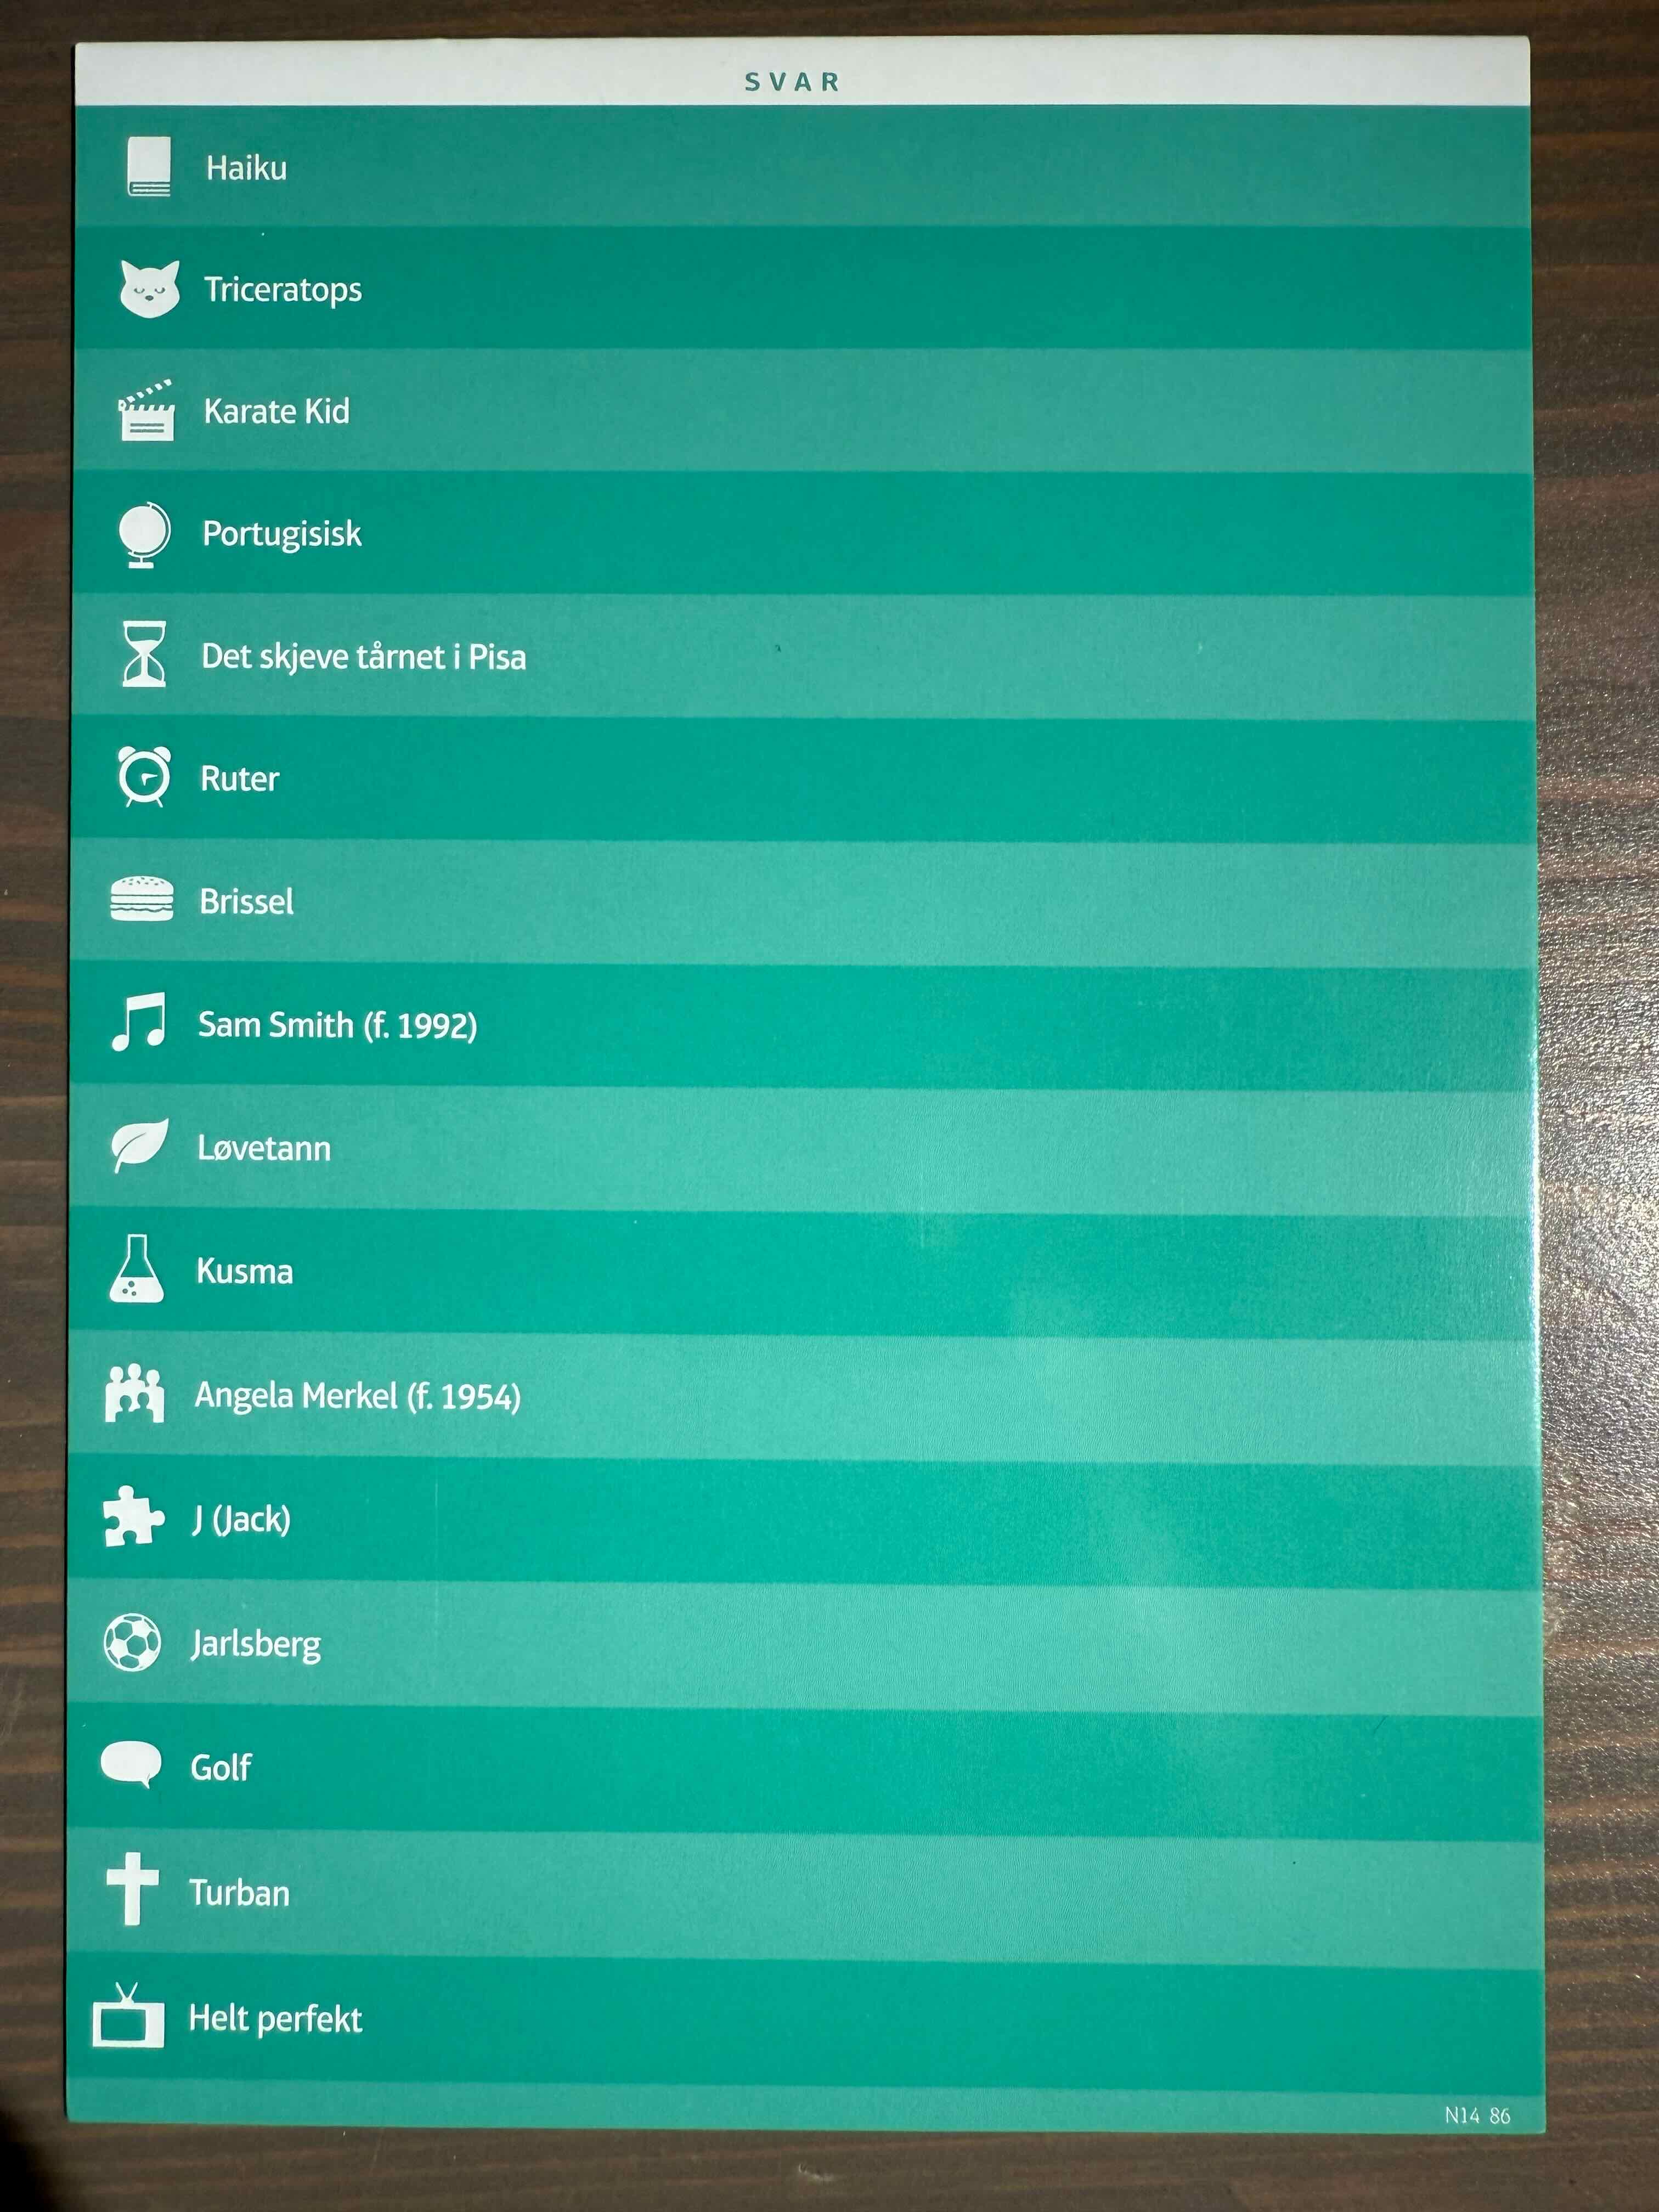 SVAR
Haiku
Triceratops
Karate Kid
Portugisisk
Det skjeve tårnet i Pisa
Ruter
Brissel
Sam Smith (f. 1992)
Løvetann
Kusma
Angela Merkel (f. 1954)
J (Jack)
Jarlsberg
Golf
Turban
Helt perfekt
N14 86